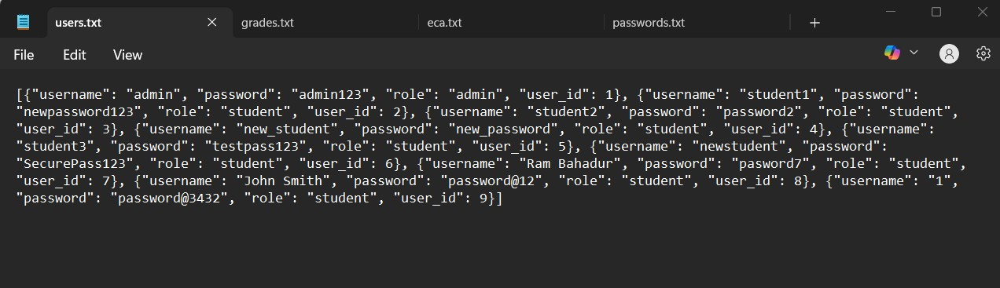 users.txt grades.txt eca.txt passwords.txt
File Edit View
[{"username": "admin", "password": "admin123", "role": "admin", "user_id": 1}, {"username": "student1", "password":
"newpassword123", "role": "student", "user_id": 2}, {"username": "student2", "password": "password2", "role": "student",
"user_id": 3}, {"username": "new_student", "password": "new_password", "role": "student", "user_id": 4}, {"username":
"student3", "password": "testpass123", "role": "student", "user_id": 5}, {"username": "newstudent", "password":
"SecurePass123", "role": "student", "user_id": 6}, {"username": "Ram Bahadur", "password": "pasword7", "role": "student",
"user_id": 7}, {"username": "John Smith", "password": "password@12", "role": "student", "user_id": 8}, {"username": "1",
"password": "password@3432", "role": "student", "user_id": 9}]